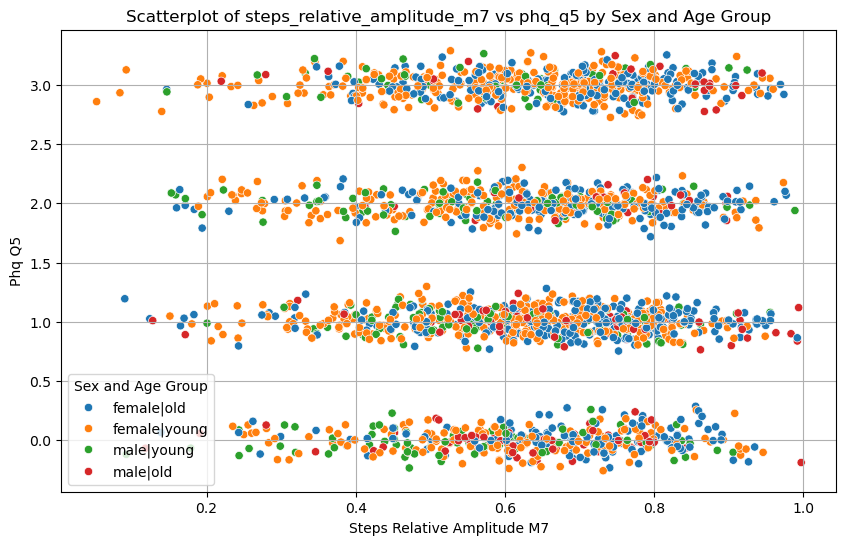 Scatterplot of steps_relative_amplitude_m7 vs phq_q5 by Sex and Age Group
Phq Q5
3.0
2.5
2.0
1.5
1.0
0.5
0.0
Sex and Age Group
female|old
female|young
male|young
male|old
0.2
0.4
0.6
0.8
1.0
Steps Relative Amplitude M7